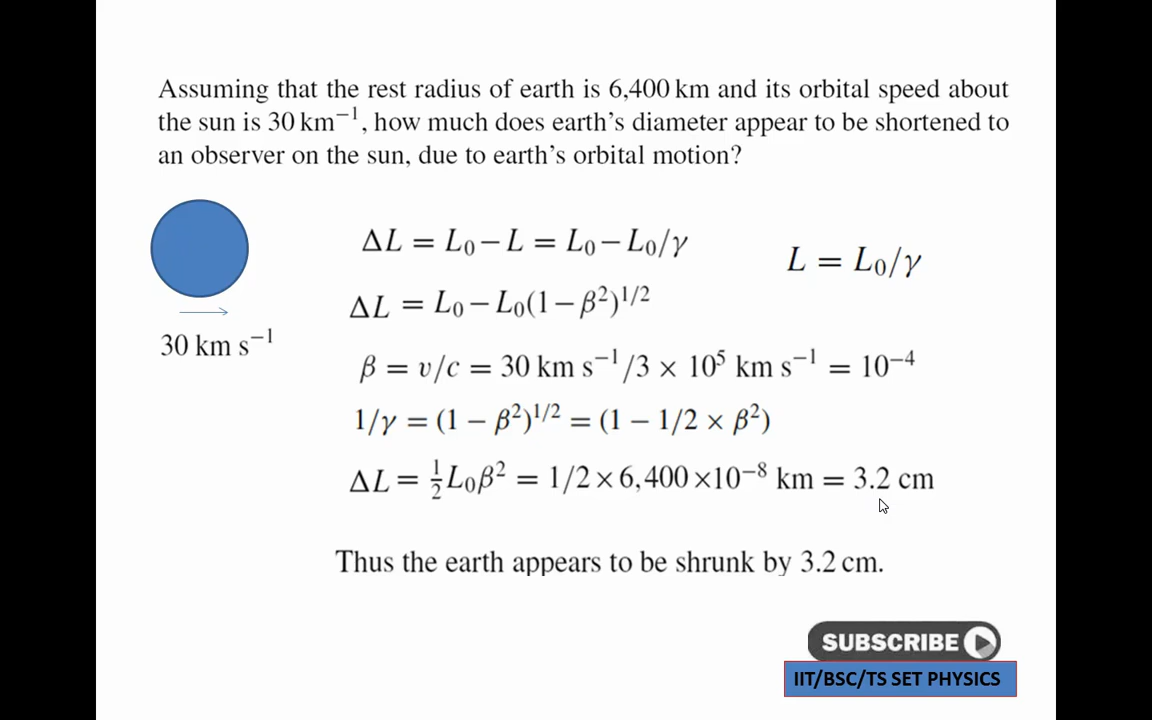 Assuming that the rest radius of earth is 6,400 km and its orbital speed about
the sun is 30 km⁻¹, how much does earth's diameter appear to be shortened to
an observer on the sun, due to earth's orbital motion?
ΔL = L₀ − L = L₀ − L₀/γ
L = L₀/γ
ΔL = L₀ − L₀(1 − β²)^1/2
30 km s⁻¹
β = v/c = 30 km s⁻¹/3 × 10⁵ km s⁻¹ = 10⁻⁴
1/γ = (1 − β²)^1/2 = (1 − 1/2 × β²)
ΔL = ½L₀β² = 1/2 × 6,400 × 10⁻⁸ km = 3.2 cm
Thus the earth appears to be shrunk by 3.2 cm.
SUBSCRIBE
IIT/BSC/TS SET PHYSICS